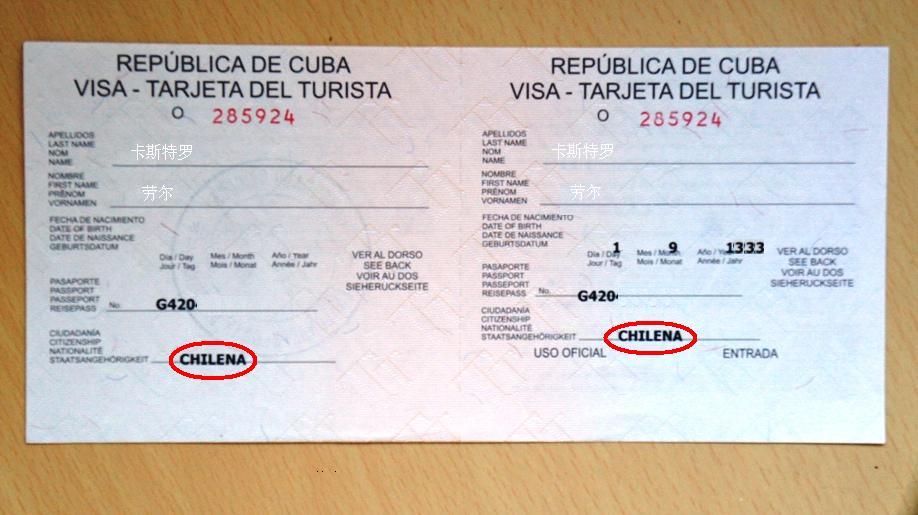 REPÚBLICA DE CUBA
VISA - TARJETA DEL TURISTA
O 285924
APELLIDOS
LAST NAME
NOM
NAME
卡斯特罗
NOMBRE
FIRST NAME
PRÉNOM
VORNAMEN
劳尔
FECHA DE NACIMIENTO
DATE OF BIRTH
DATE DE NAISSANCE
GEBURTSDATUM
Día / Day
Jour / Tag
Mes / Month
Mois / Monat
Año / Year
Année / Jahr
VER AL DORSO
SEE BACK
VOIR AU DOS
SIEHERUCKSEITE
PASAPORTE
PASSPORT
PASSEPORT
REISEPASS
No.
G420
CIUDADANÍA
CITIZENSHIP
NATIONALITÉ
STAATSANGEHÖRIGKEIT
CHILENA
REPÚBLICA DE CUBA
VISA - TARJETA DEL TURISTA
O 285924
APELLIDOS
LAST NAME
NOM
NAME
卡斯特罗
NOMBRE
FIRST NAME
PRÉNOM
VORNAMEN
劳尔
FECHA DE NACIMIENTO
DATE OF BIRTH
DATE DE NAISSANCE
GEBURTSDATUM
1 9
Día / Day
Jour / Tag
Mes / Month
Mois / Monat
Año / Year
Année / Jahr
VER AL DORSO
SEE BACK
VOIR AU DOS
SIEHERUCKSEITE
PASAPORTE
PASSPORT
PASSEPORT
REISEPASS
No.
G420
CIUDADANÍA
CITIZENSHIP
NATIONALITÉ
STAATSANGEHÖRIGKEIT
CHILENA
USO OFICIAL ENTRADA